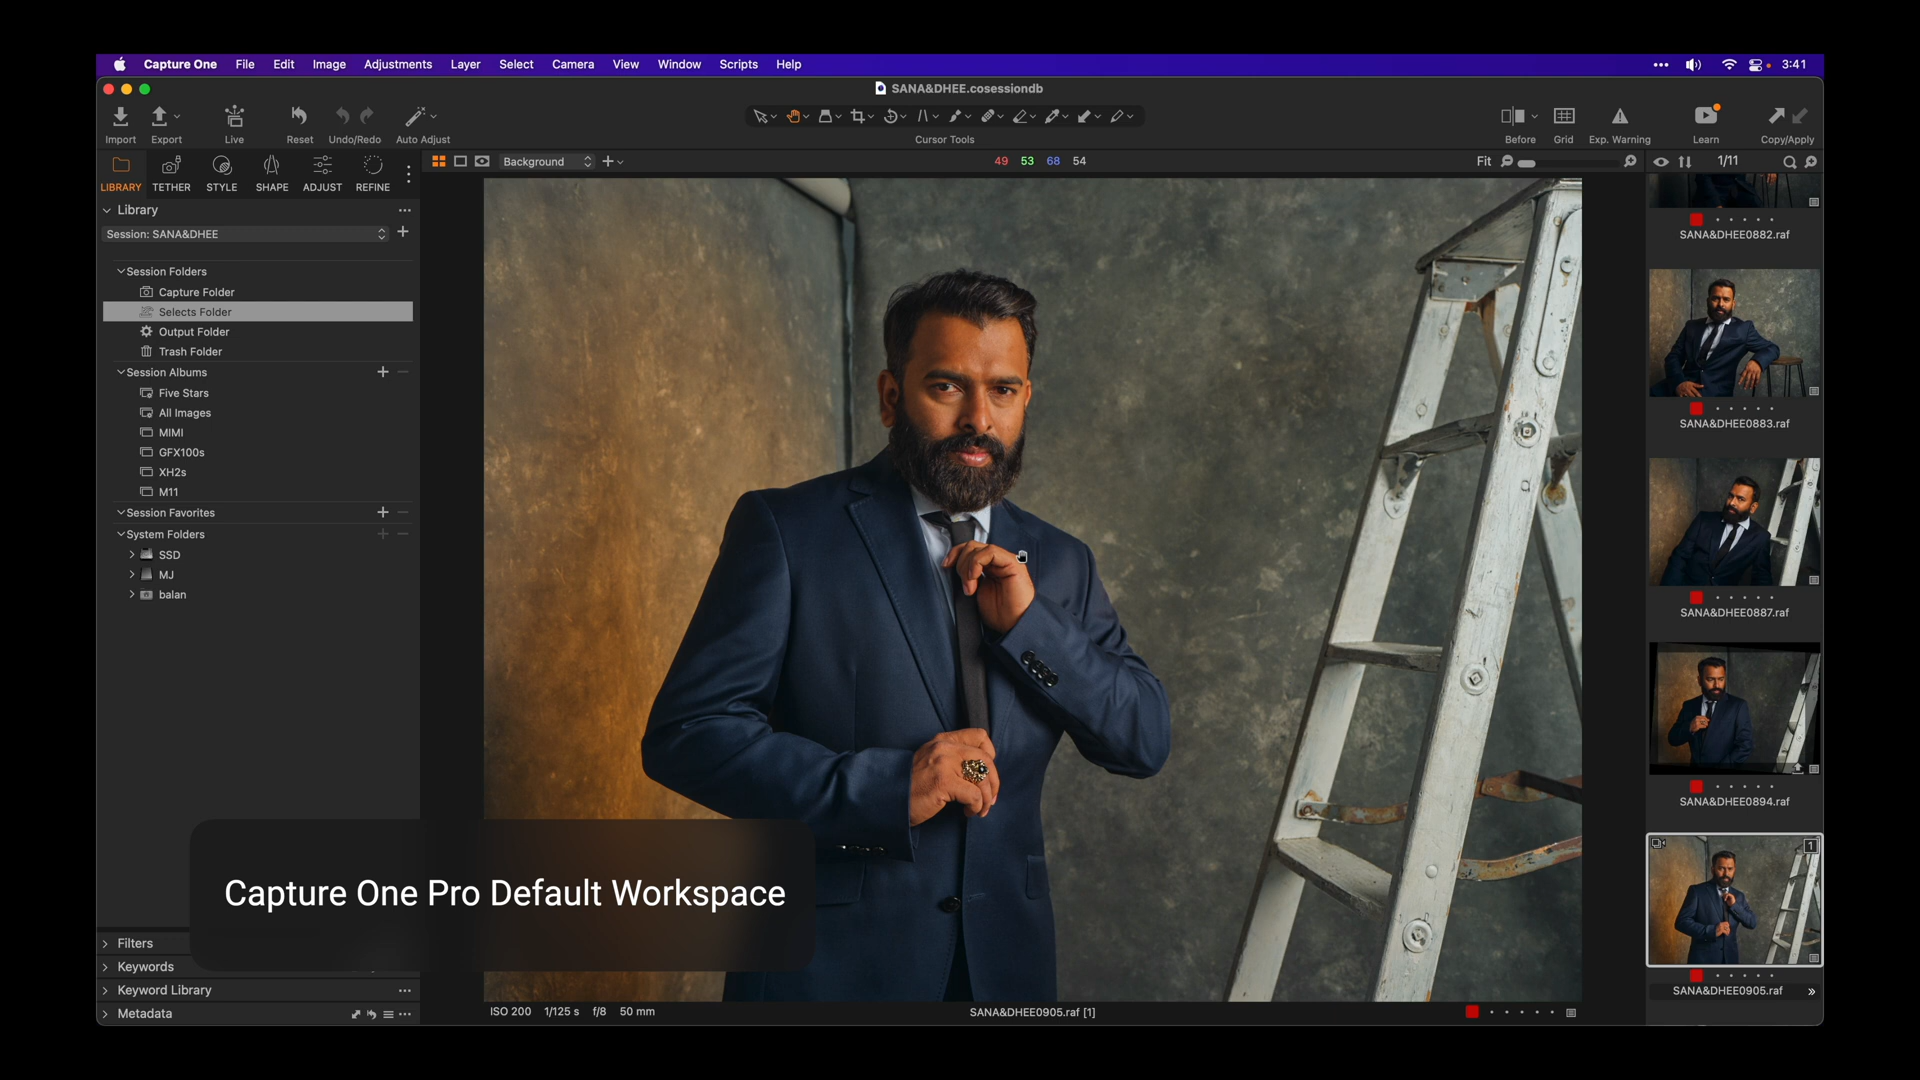 Capture One File Edit Image Adjustments Layer Select Camera View Window Scripts Help 3:41
SANA&DHEE.cosessiondb
Import Export Live Reset Undo/Redo Auto Adjust Cursor Tools Before Grid Exp. Warning Learn Copy/Apply
Background 49 53 68 54 Fit 1/11
LIBRARY TETHER STYLE SHAPE ADJUST REFINE
Library
Session: SANA&DHEE
Session Folders
Capture Folder
Selects Folder
Output Folder
Trash Folder
Session Albums
Five Stars
All Images
MIMI
GFX100s
XH2s
M11
Session Favorites
System Folders
SSD
MJ
balan
Filters
Keywords
Keyword Library
Metadata
Capture One Pro Default Workspace
ISO 200 1/125 s f/8 50 mm
SANA&DHEE0905.raf [1]
SANA&DHEE0882.raf
SANA&DHEE0883.raf
SANA&DHEE0887.raf
SANA&DHEE0894.raf
1
SANA&DHEE0905.raf